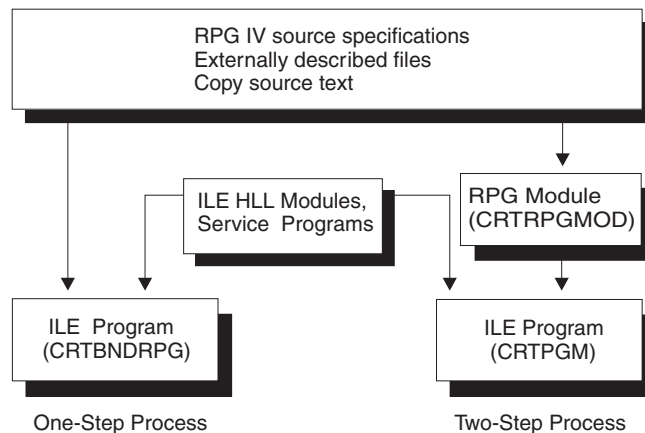 RPG IV source specifications
Externally described files
Copy source text
ILE HLL Modules,
Service Programs
RPG Module
(CRTRPGMOD)
ILE Program
(CRTBNDRPG)
ILE Program
(CRTPGM)
One-Step Process
Two-Step Process